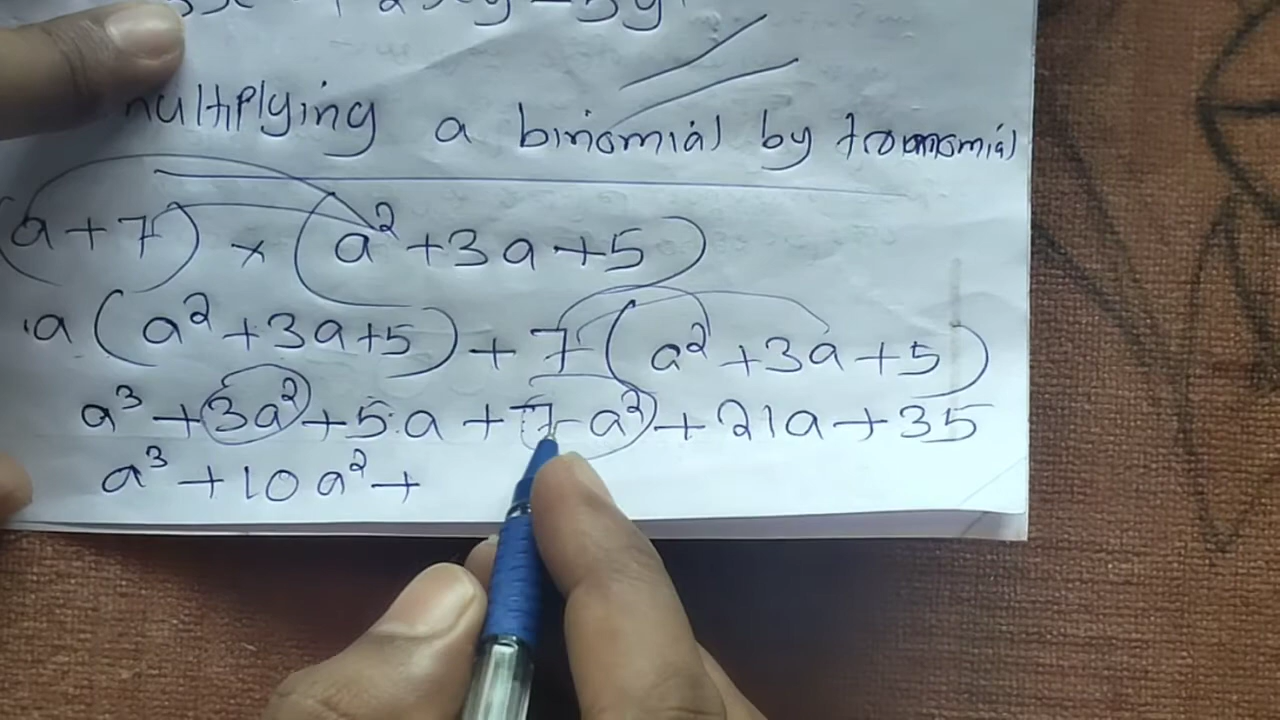 multiplying a binomial by
(a+7) × (a²+3a+5)
a(a²+3a+5) + 7(a²+3a+5)
a³+3a²+5a+7a²+21a+35
a³+10a²+